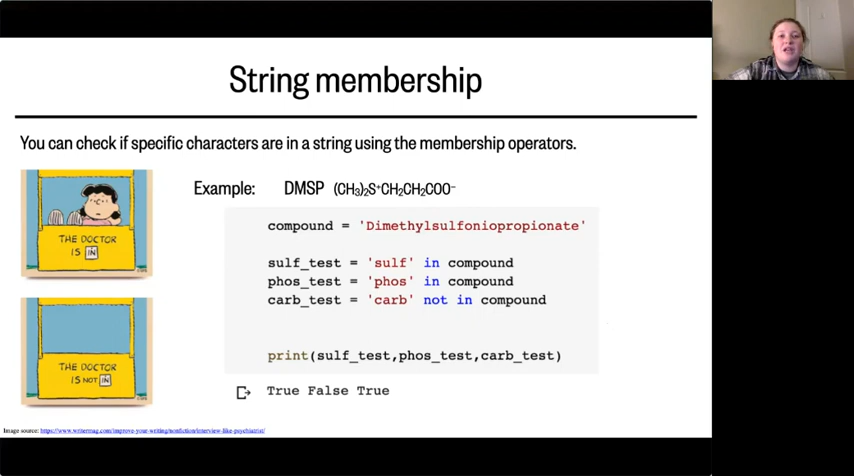 String membership
You can check if specific characters are in a string using the membership operators.
THE DOCTOR
IS IN
Example: DMSP (CH₃)₂S⁺CH₂CH₂COO⁻
compound = 'Dimethylsulfoniopropionate'
sulf_test = 'sulf' in compound
phos_test = 'phos' in compound
carb_test = 'carb' not in compound
print(sulf_test,phos_test,carb_test)
True False True
THE DOCTOR
IS NOT IN
Image source: https://www.writermag.com/improve-your-writing/nonfiction/interview-like-psychiatrist/